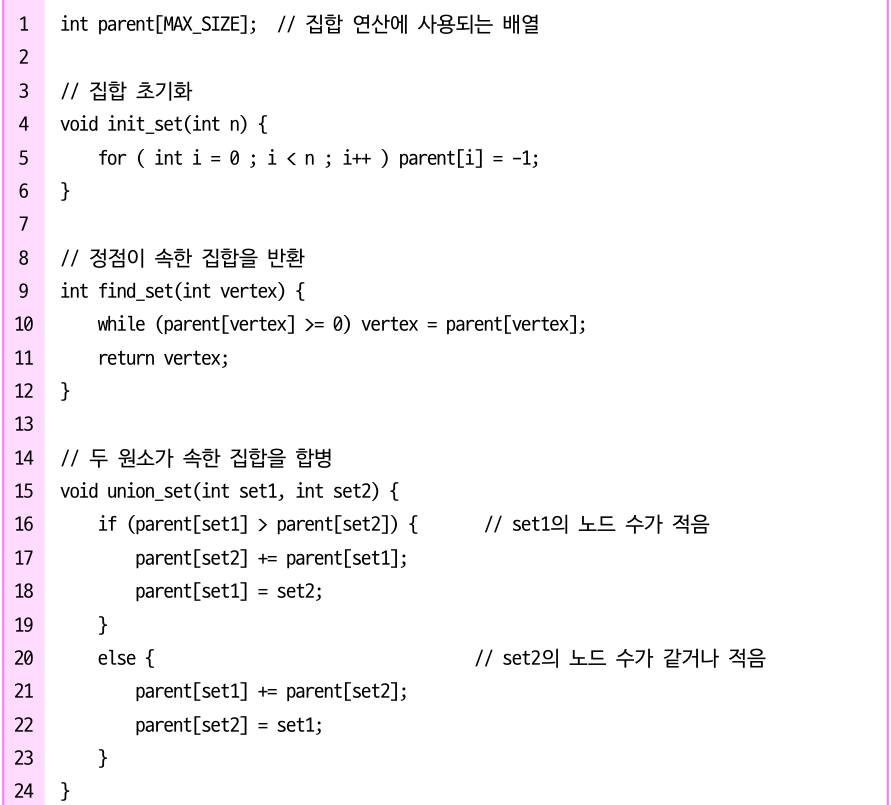 1 int parent[MAX_SIZE]; // 집합 연산에 사용되는 배열
2
3 // 집합 초기화
4 void init_set(int n) {
5 for ( int i = 0 ; i < n ; i++ ) parent[i] = -1;
6 }
7
8 // 정점이 속한 집합을 반환
9 int find_set(int vertex) {
10 while (parent[vertex] >= 0) vertex = parent[vertex];
11 return vertex;
12 }
13
14 // 두 원소가 속한 집합을 합병
15 void union_set(int set1, int set2) {
16 if (parent[set1] > parent[set2]) { // set1의 노드 수가 적음
17 parent[set2] += parent[set1];
18 parent[set1] = set2;
19 }
20 else { // set2의 노드 수가 같거나 적음
21 parent[set1] += parent[set2];
22 parent[set2] = set1;
23 }
24 }